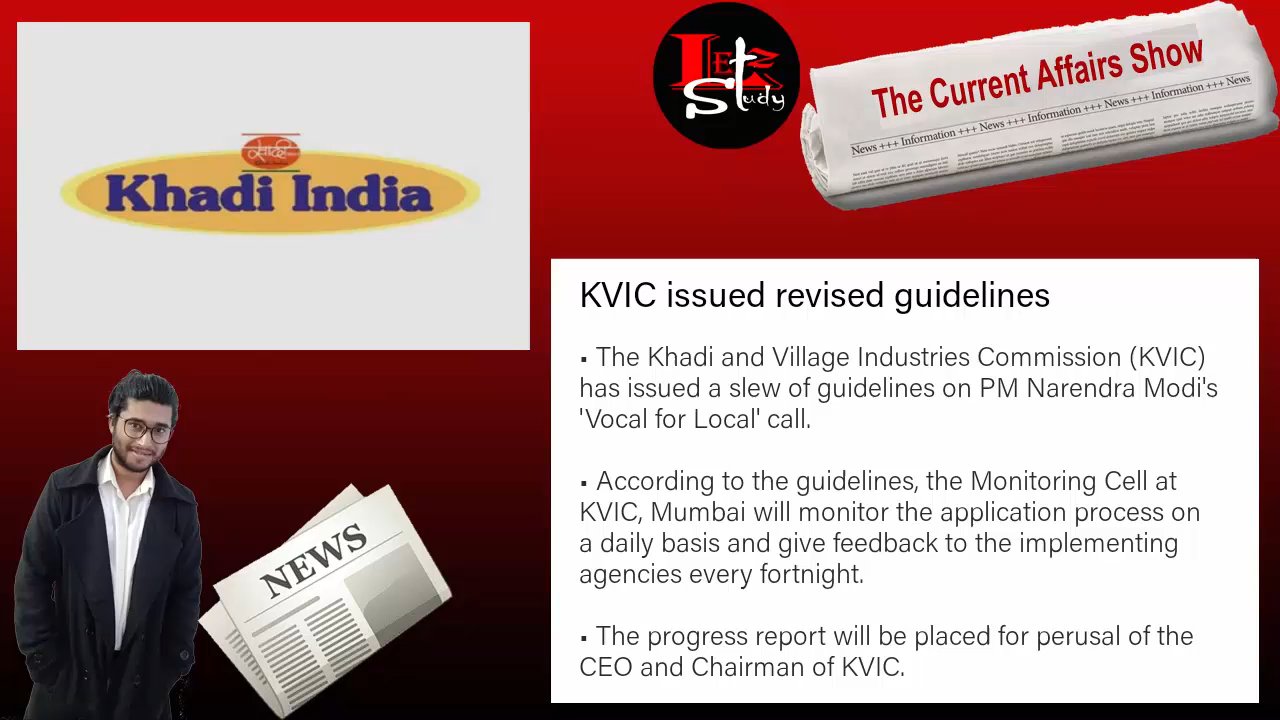 खादी
Khadi India
LET'z
Study
The Current Affairs Show
News +++ Information +++ News +++ Information +++ News +++ Information +++ News
NEWS
KVIC issued revised guidelines
▪ The Khadi and Village Industries Commission (KVIC)
has issued a slew of guidelines on PM Narendra Modi's
'Vocal for Local' call.
▪ According to the guidelines, the Monitoring Cell at
KVIC, Mumbai will monitor the application process on
a daily basis and give feedback to the implementing
agencies every fortnight.
▪ The progress report will be placed for perusal of the
CEO and Chairman of KVIC.